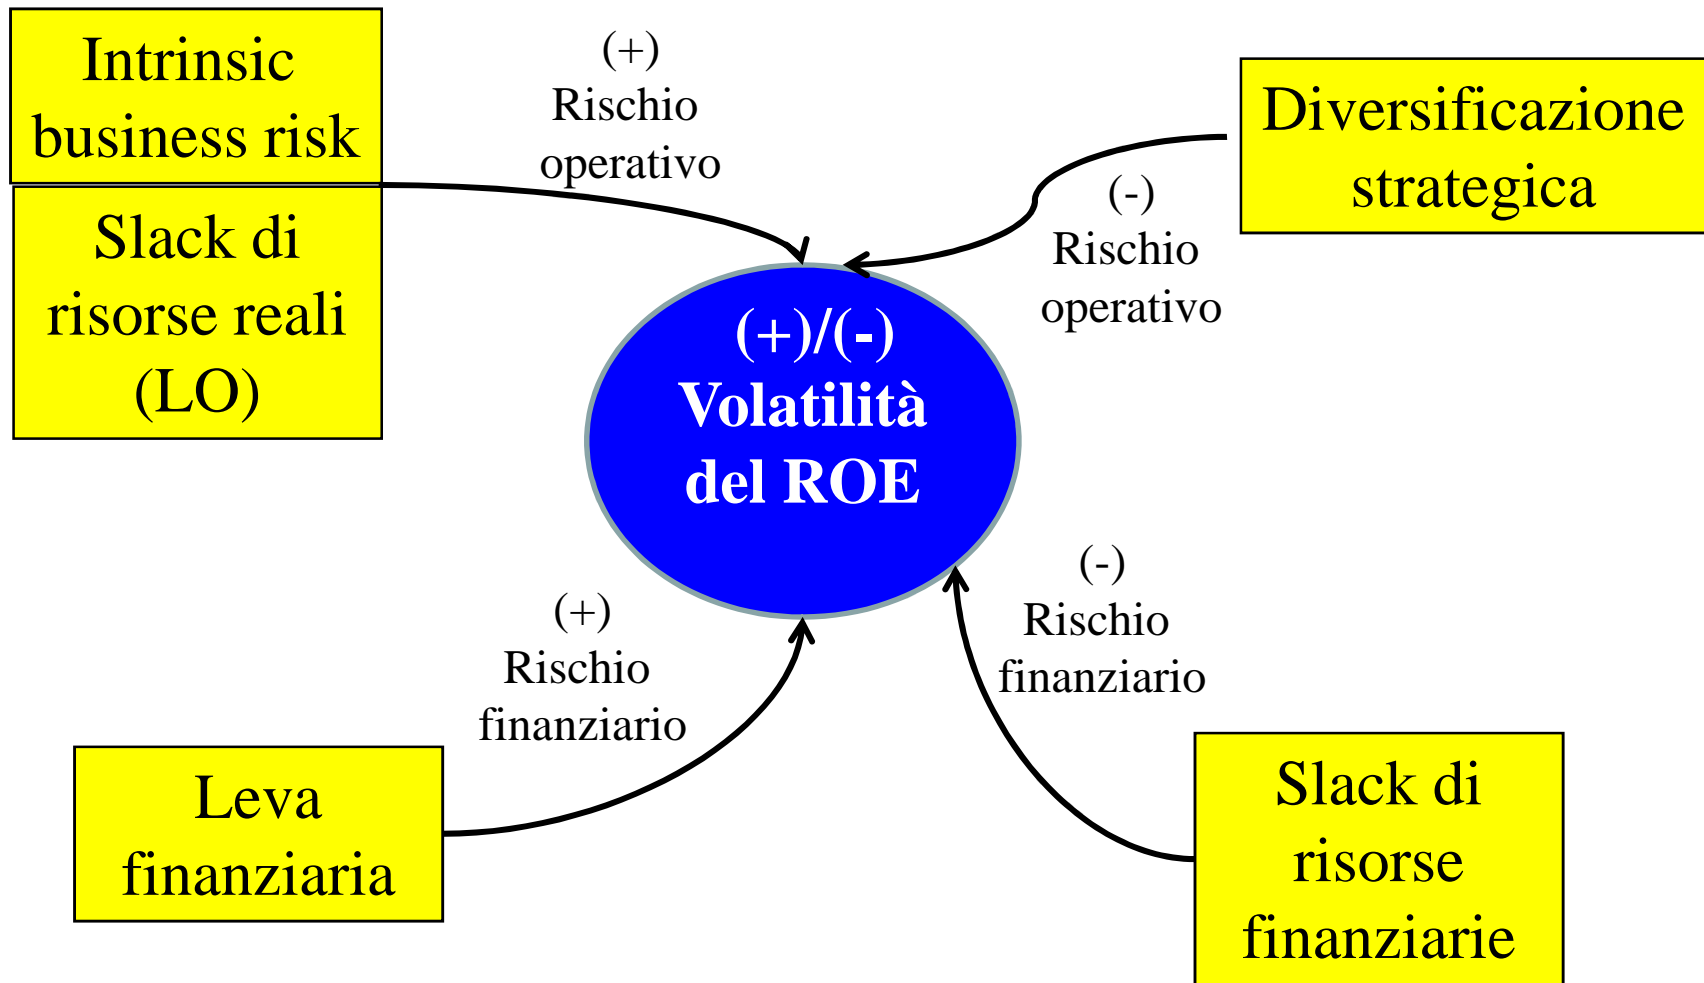 Intrinsic
business risk
Slack di
risorse reali
(LO)
(+)
Rischio
operativo
Diversificazione
strategica
(-)
Rischio
operativo
(+)/(-)
Volatilità
del ROE
(+)
Rischio
finanziario
(-)
Rischio
finanziario
Leva
finanziaria
Slack di
risorse
finanziarie